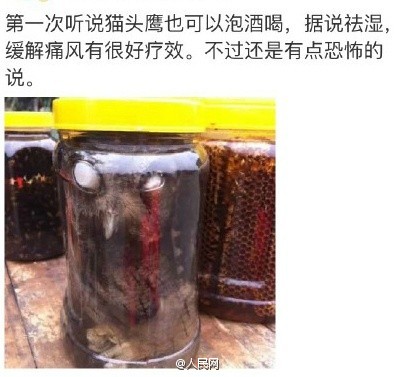 第一次听说猫头鹰也可以泡酒喝，据说祛湿，
缓解痛风有很好疗效。不过还是有点恐怖的
说。
@人民网